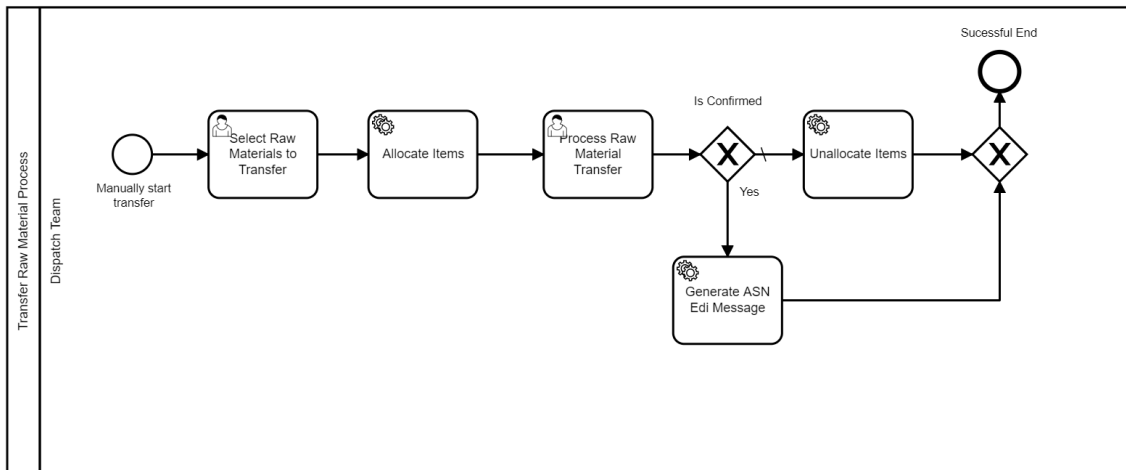 Transfer Raw Material Process
Dispatch Team
Manually start
transfer
Select Raw
Materials to
Transfer
Allocate Items
Process Raw
Material
Transfer
Is Confirmed
Yes
Unallocate Items
Generate ASN
Edi Message
Sucessful End